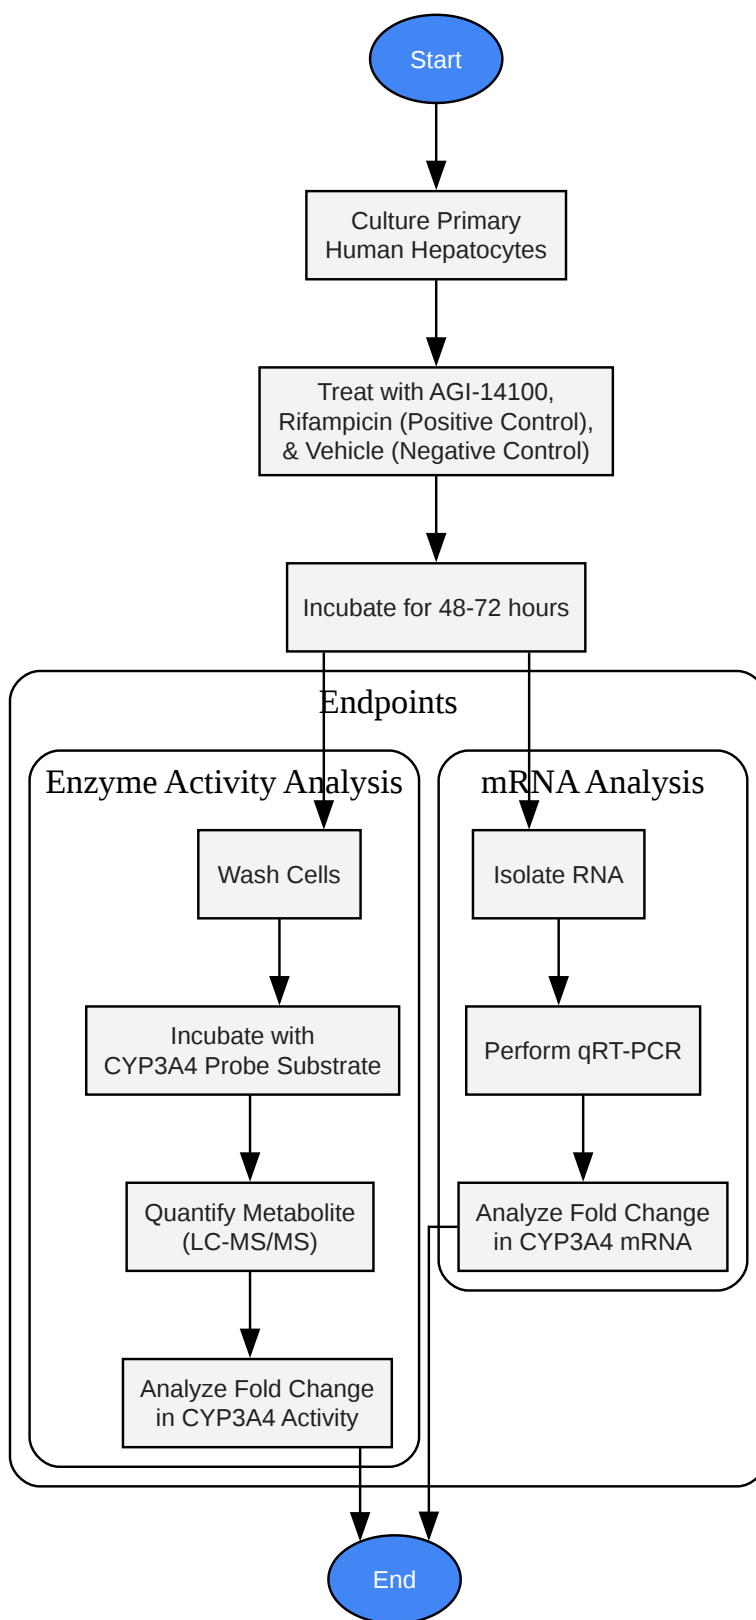 Start
Culture Primary
Human Hepatocytes
Treat with AGI-14100,
Rifampicin (Positive Control),
& Vehicle (Negative Control)
Incubate for 48-72 hours
Endpoints
Enzyme Activity Analysis
Wash Cells
Incubate with
CYP3A4 Probe Substrate
Quantify Metabolite
(LC-MS/MS)
Analyze Fold Change
in CYP3A4 Activity
mRNA Analysis
Isolate RNA
Perform qRT-PCR
Analyze Fold Change
in CYP3A4 mRNA
End